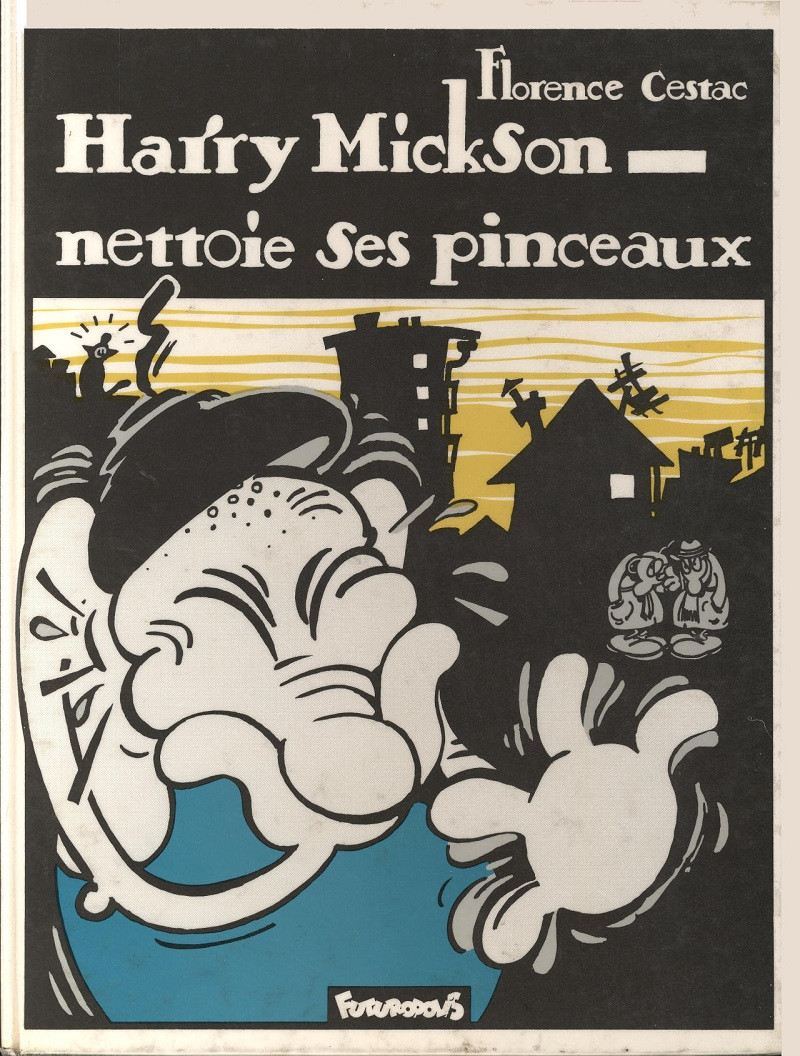 Florence Cestac
Harry Mickson —
nettoie ses pinceaux
FUTUROPOLIS